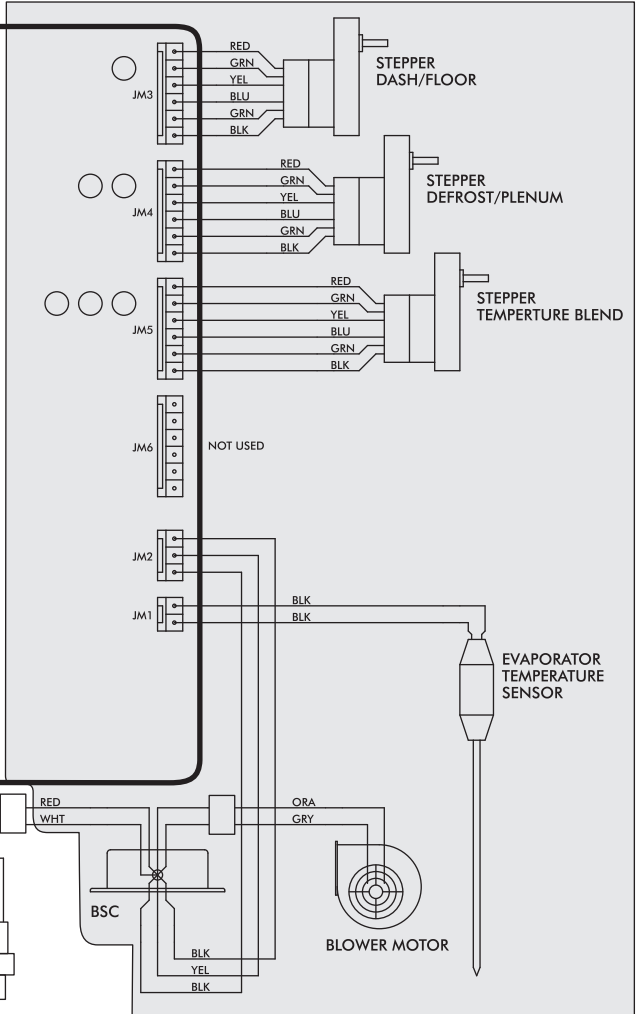 RED
GRN
YEL
BLU
GRN
BLK
JM3
STEPPER
DASH/FLOOR
RED
GRN
YEL
BLU
GRN
BLK
JM4
STEPPER
DEFROST/PLENUM
RED
GRN
YEL
BLU
GRN
BLK
JM5
STEPPER
TEMPERTURE BLEND
JM6
NOT USED
JM2
JM1
BLK
BLK
EVAPORATOR
TEMPERATURE
SENSOR
RED
WHT
ORA
GRY
BSC
BLOWER MOTOR
BLK
YEL
BLK